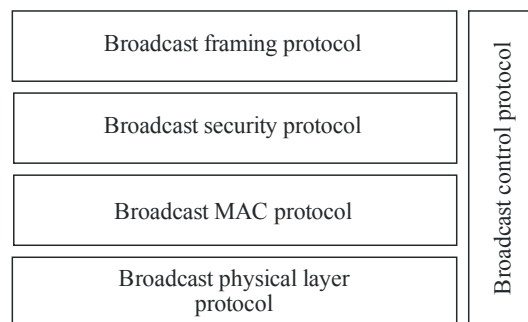 Broadcast framing protocol
Broadcast security protocol
Broadcast MAC protocol
Broadcast physical layer
protocol
Broadcast control protocol